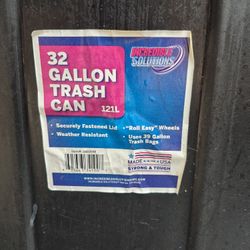 32
GALLON
TRASH
CAN 121L
INCREDIBLE
SOLUTIONS
• Securely Fastened Lid
• Weather Resistant
• "Roll Easy" Wheels
• Uses 39 Gallon
Trash Bags
MADE IN THE USA
STRONG & TOUGH